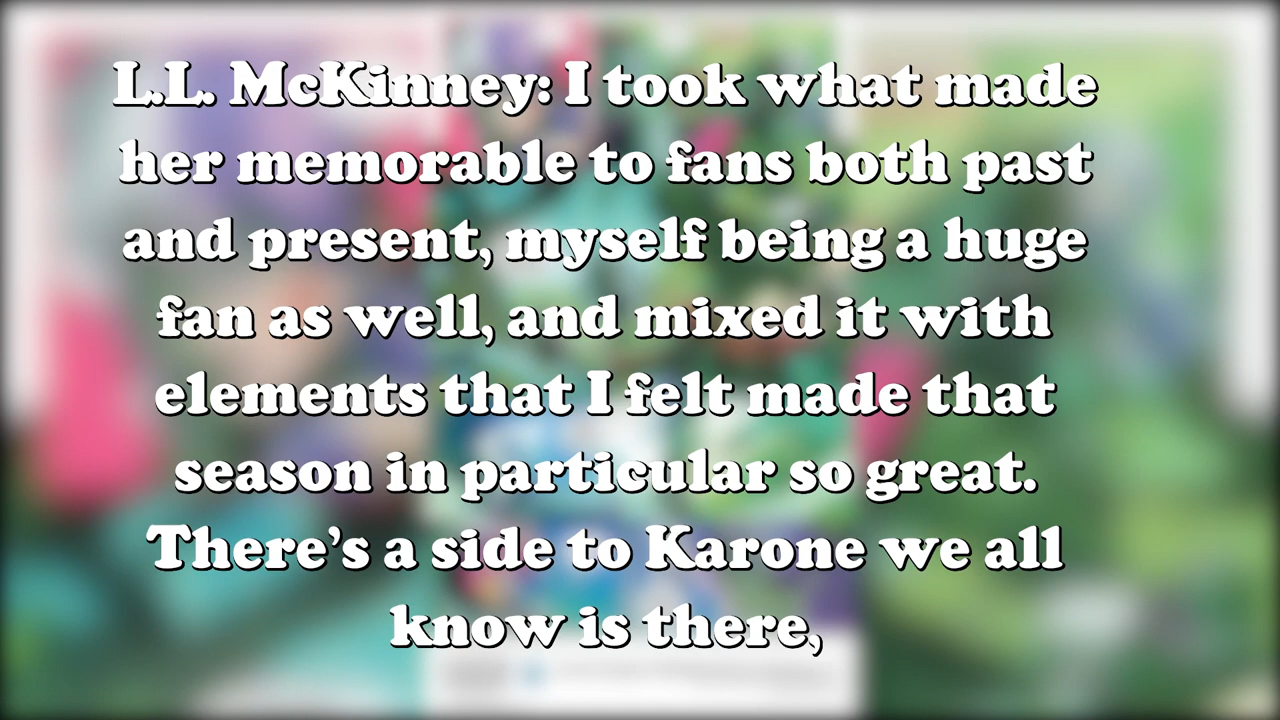 L.L. McKinney: I took what made
her memorable to fans both past
and present, myself being a huge
fan as well, and mixed it with
elements that I felt made that
season in particular so great.
There’s a side to Karone we all
know is there,